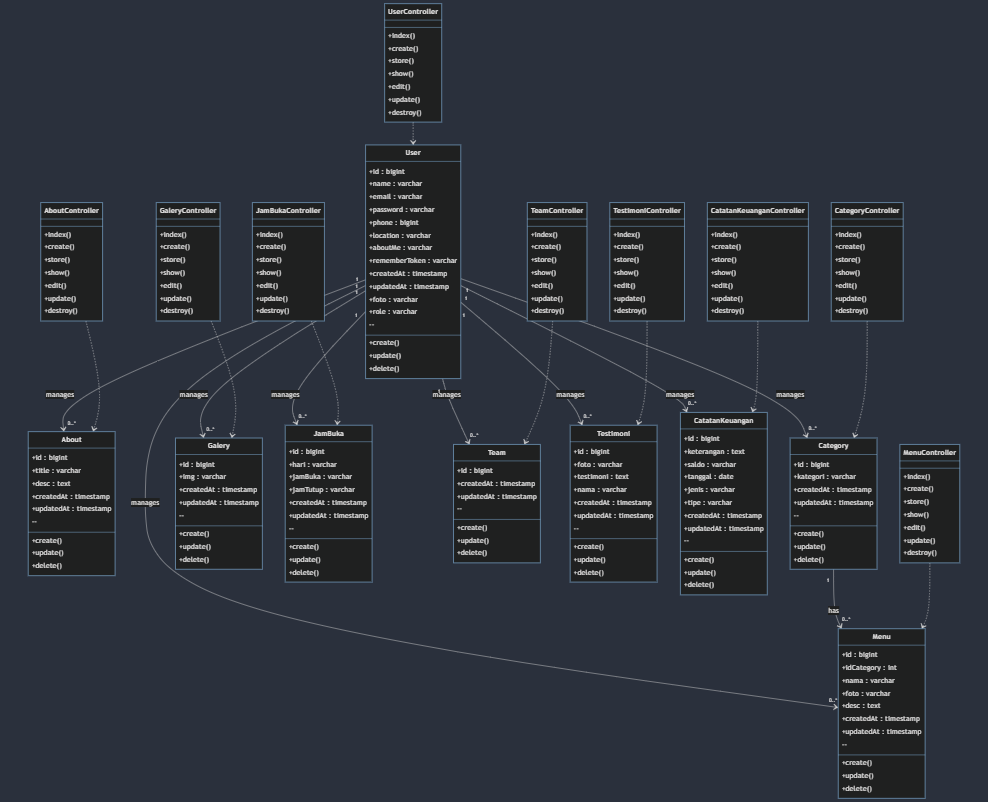 UserController
+index()
+create()
+store()
+show()
+edit()
+update()
+destroy()
User
+id : bigint
+name : varchar
+email : varchar
+password : varchar
+phone : bigint
+location : varchar
+aboutMe : varchar
+rememberToken : varchar
+createdAt : timestamp
+updatedAt : timestamp
+foto : varchar
+role : varchar
--
+create()
+update()
+delete()
AboutController
+index()
+create()
+store()
+show()
+edit()
+update()
+destroy()
GaleryController
+index()
+create()
+store()
+show()
+edit()
+update()
+destroy()
JamBukaController
+index()
+create()
+store()
+show()
+edit()
+update()
+destroy()
TeamController
+index()
+create()
+store()
+show()
+edit()
+update()
+destroy()
TestimoniController
+index()
+create()
+store()
+show()
+edit()
+update()
+destroy()
CatatanKeuanganController
+index()
+create()
+store()
+show()
+edit()
+update()
+destroy()
CategoryController
+index()
+create()
+store()
+show()
+edit()
+update()
+destroy()
1
1
1
1
1
1
1
1
manages
manages
manages
manages
manages
manages
manages
manages
0..*
0..*
0..*
0..*
0..*
0..*
0..*
About
+id : bigint
+title : varchar
+desc : text
+createdAt : timestamp
+updatedAt : timestamp
--
+create()
+update()
+delete()
Galery
+id : bigint
+img : varchar
+createdAt : timestamp
+updatedAt : timestamp
--
+create()
+update()
+delete()
JamBuka
+id : bigint
+hari : varchar
+jamBuka : varchar
+jamTutup : varchar
+createdAt : timestamp
+updatedAt : timestamp
--
+create()
+update()
+delete()
Team
+id : bigint
+createdAt : timestamp
+updatedAt : timestamp
--
+create()
+update()
+delete()
Testimoni
+id : bigint
+foto : varchar
+testimoni : text
+nama : varchar
+createdAt : timestamp
+updatedAt : timestamp
--
+create()
+update()
+delete()
CatatanKeuangan
+id : bigint
+keterangan : text
+saldo : varchar
+tanggal : date
+jenis : varchar
+tipe : varchar
+createdAt : timestamp
+updatedAt : timestamp
--
+create()
+update()
+delete()
Category
+id : bigint
+kategori : varchar
+createdAt : timestamp
+updatedAt : timestamp
--
+create()
+update()
+delete()
MenuController
+index()
+create()
+store()
+show()
+edit()
+update()
+destroy()
1
has
0..*
0..*
Menu
+id : bigint
+idCategory : int
+nama : varchar
+foto : varchar
+desc : text
+createdAt : timestamp
+updatedAt : timestamp
--
+create()
+update()
+delete()